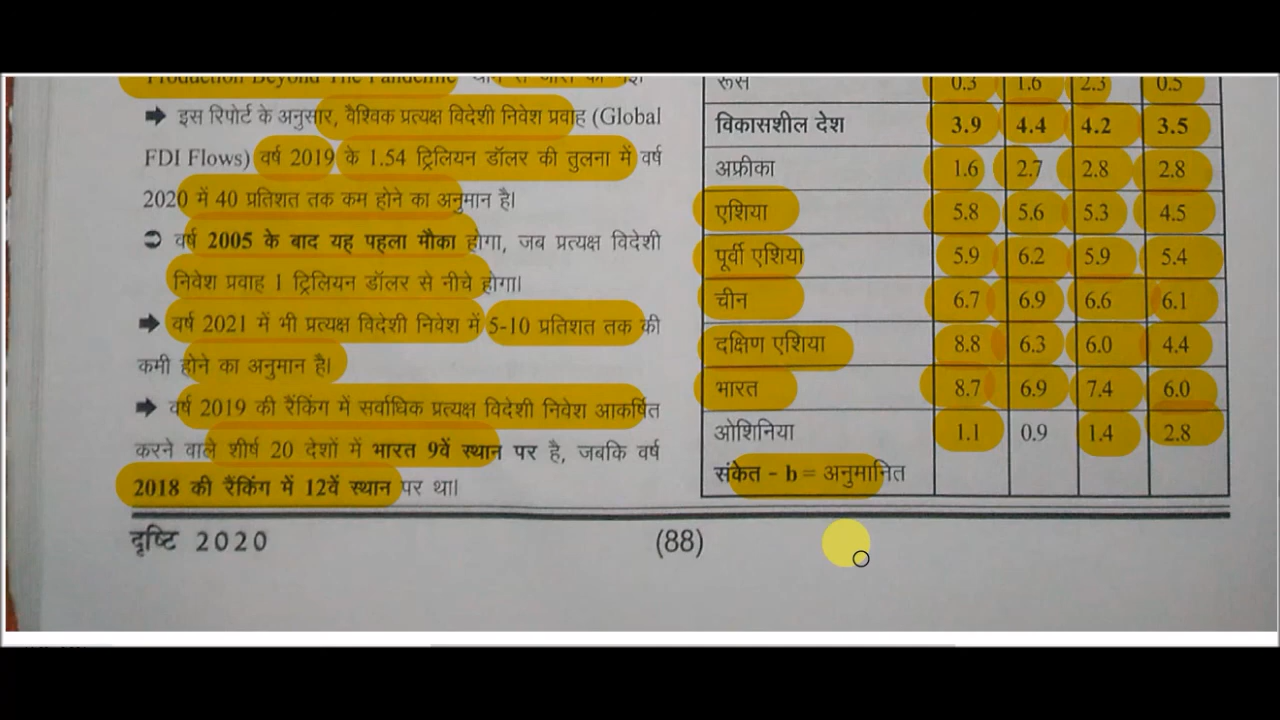 Production Beyond The Pandemic
➡ इस रिपोर्ट के अनुसार, वैश्विक प्रत्यक्ष विदेशी निवेश प्रवाह (Global
FDI Flows) वर्ष 2019 के 1.54 ट्रिलियन डॉलर की तुलना में वर्ष
2020 में 40 प्रतिशत तक कम होने का अनुमान है।
➲ वर्ष 2005 के बाद यह पहला मौका होगा, जब प्रत्यक्ष विदेशी
निवेश प्रवाह 1 ट्रिलियन डॉलर से नीचे होगा।
➡ वर्ष 2021 में भी प्रत्यक्ष विदेशी निवेश में 5-10 प्रतिशत तक की
कमी होने का अनुमान है।
➡ वर्ष 2019 की रैंकिंग में सर्वाधिक प्रत्यक्ष विदेशी निवेश आकर्षित
करने वाले शीर्ष 20 देशों में भारत 9वें स्थान पर है, जबकि वर्ष
2018 की रैंकिंग में 12वें स्थान पर था।
रूस 0.3 1.6 2.3 0.5
विकासशील देश 3.9 4.4 4.2 3.5
अफ्रीका 1.6 2.7 2.8 2.8
एशिया 5.8 5.6 5.3 4.5
पूर्वी एशिया 5.9 6.2 5.9 5.4
चीन 6.7 6.9 6.6 6.1
दक्षिण एशिया 8.8 6.3 6.0 4.4
भारत 8.7 6.9 7.4 6.0
ओशिनिया 1.1 0.9 1.4 2.8
संकेत - b = अनुमानित
दृष्टि 2020 (88)